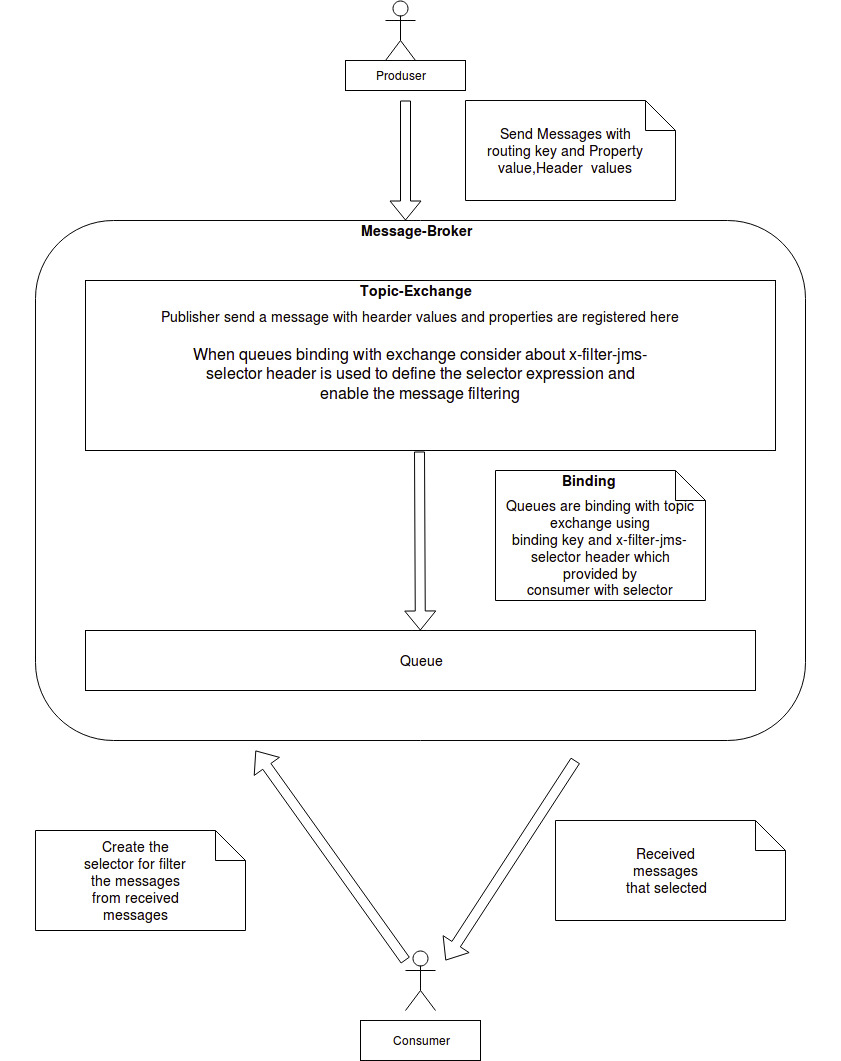 Produser
Send Messages with
routing key and Property
value,Header  values
Message-Broker
Topic-Exchange
Publisher send a message with hearder values and properties are registered here
When queues binding with exchange consider about x-filter-jms-
selector header is used to define the selector expression and
enable the message filtering
Binding
Queues are binding with topic
exchange using
binding key and x-filter-jms-
selector header which
provided by
consumer with selector
Queue
Create the
selector for filter
the messages
from received
messages
Received
messages
that selected
Consumer